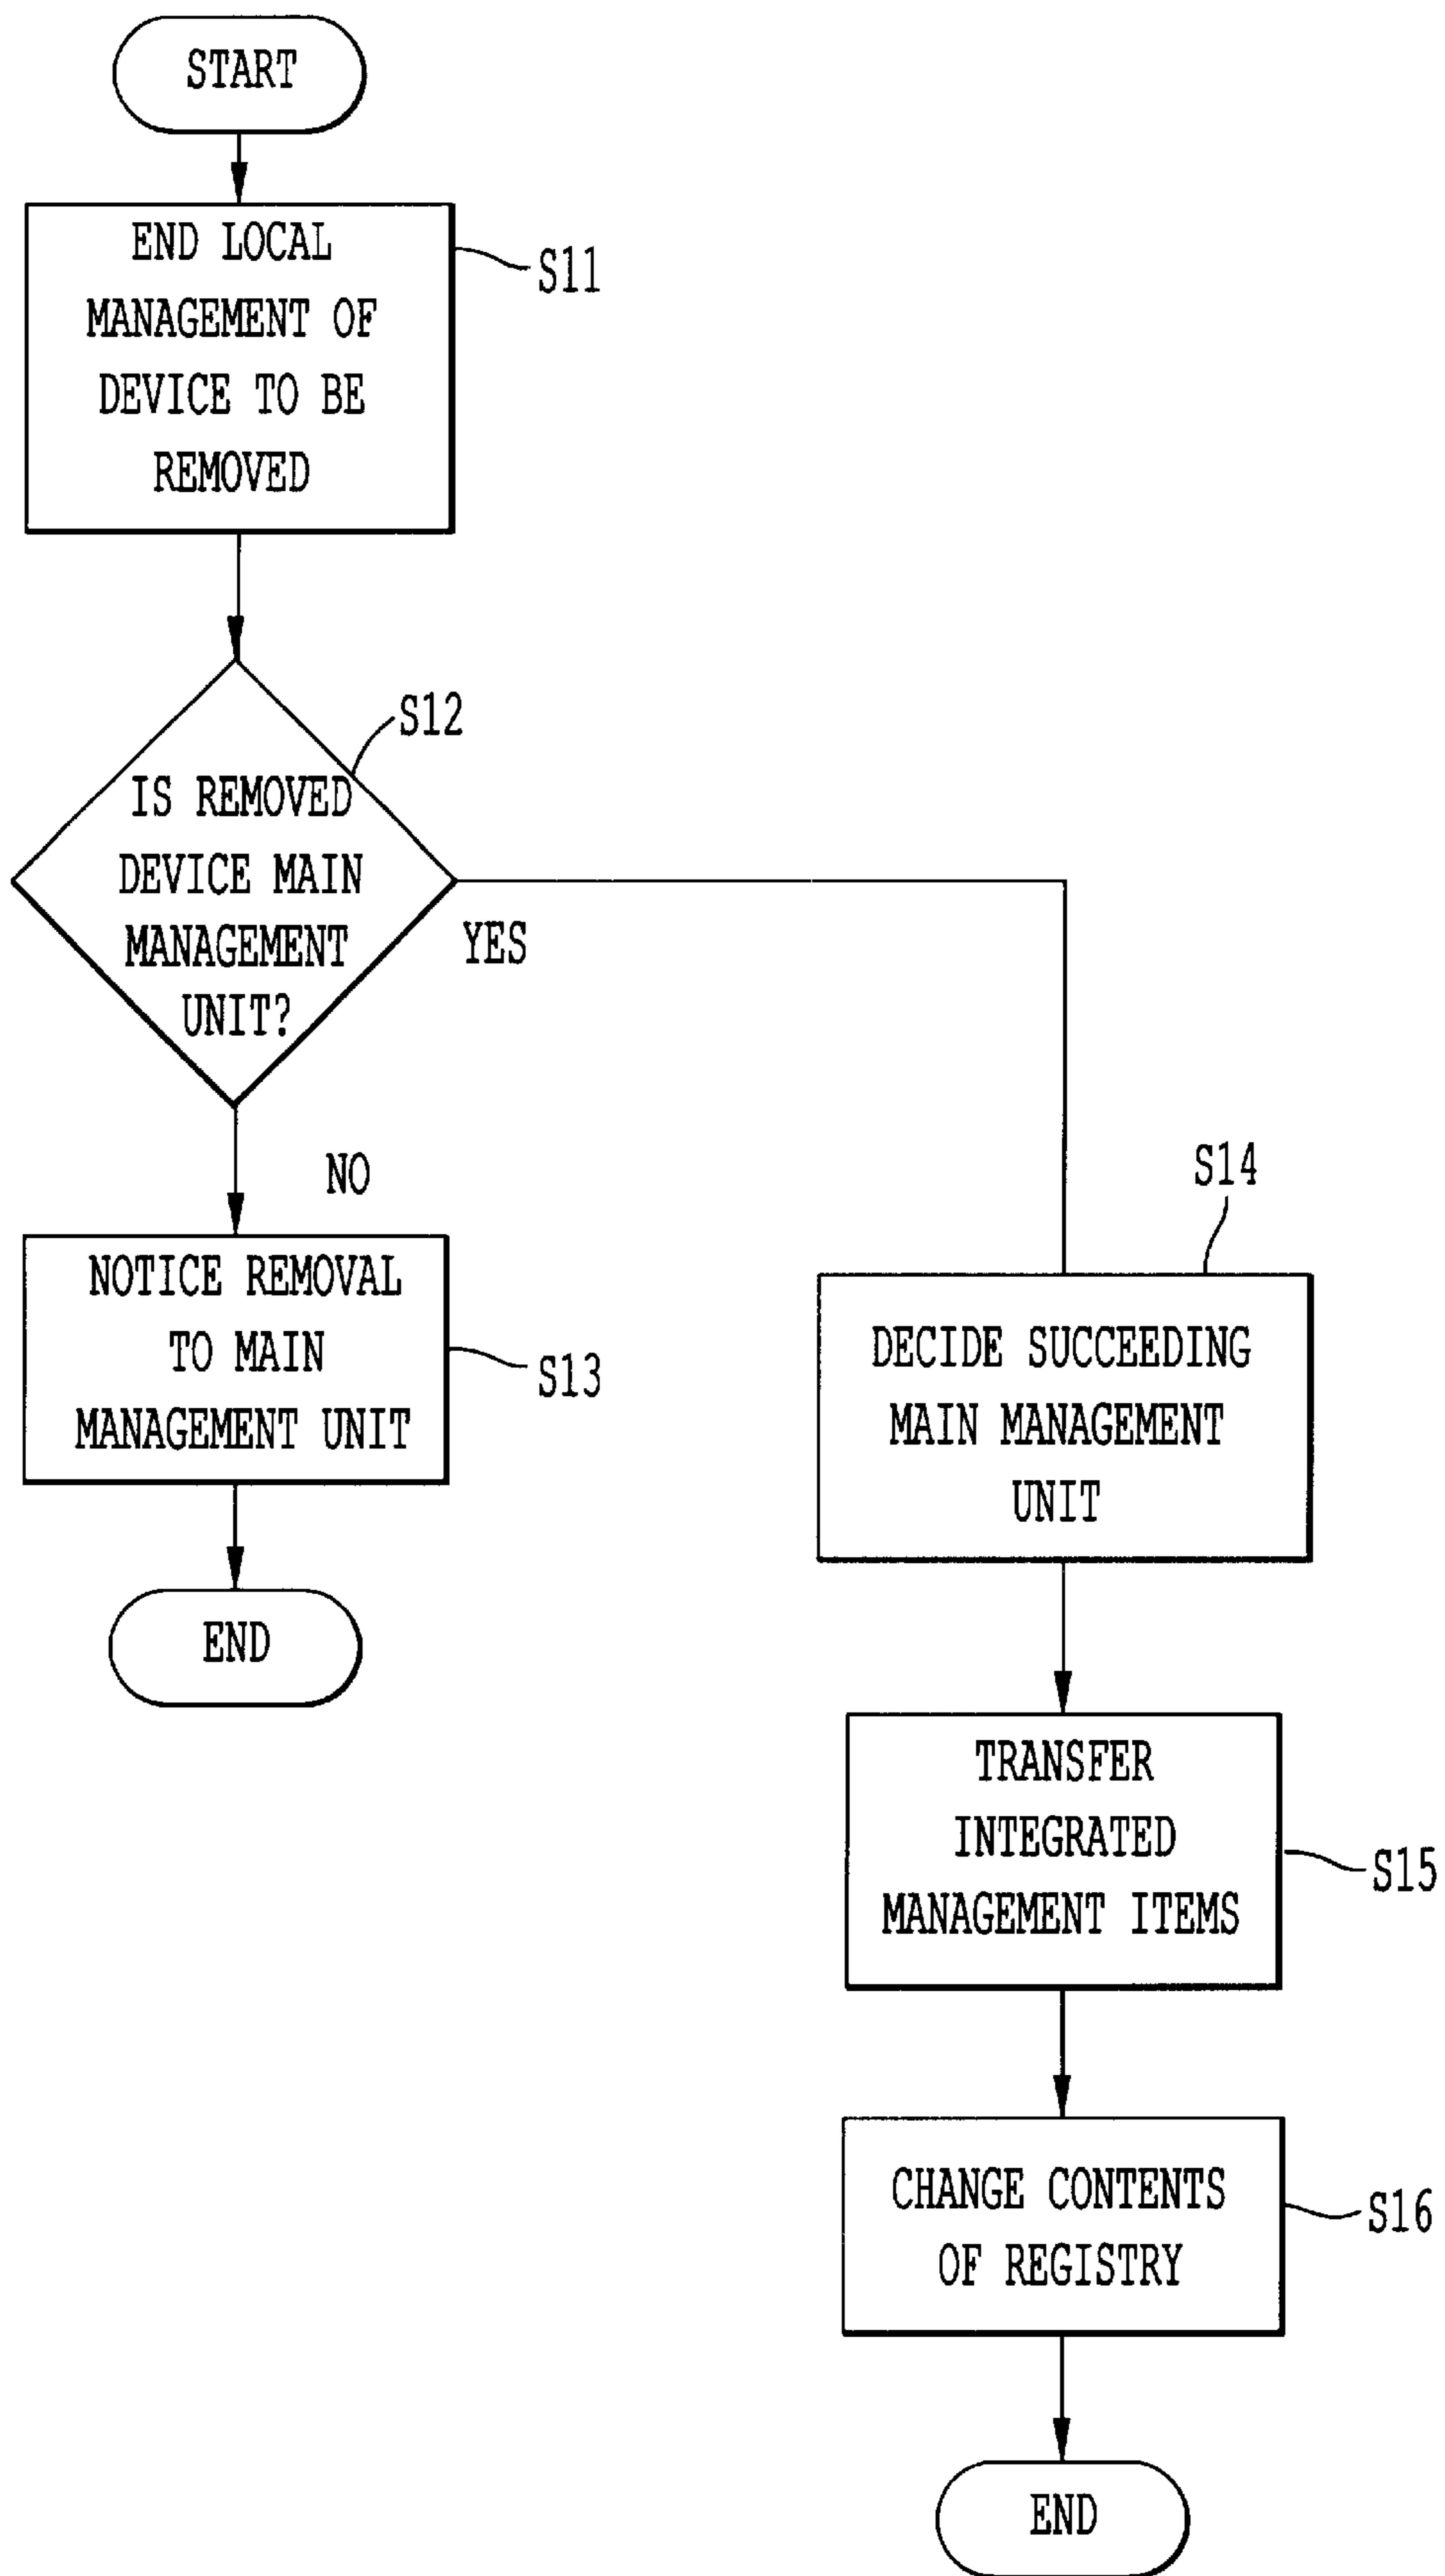 START
END LOCAL
MANAGEMENT OF
DEVICE TO BE
REMOVED
S11
S12
IS REMOVED
DEVICE MAIN
MANAGEMENT
UNIT?
YES
NO
NOTICE REMOVAL
TO MAIN
MANAGEMENT UNIT
S13
END
S14
DECIDE SUCCEEDING
MAIN MANAGEMENT
UNIT
TRANSFER
INTEGRATED
MANAGEMENT ITEMS
S15
CHANGE CONTENTS
OF REGISTRY
S16
END